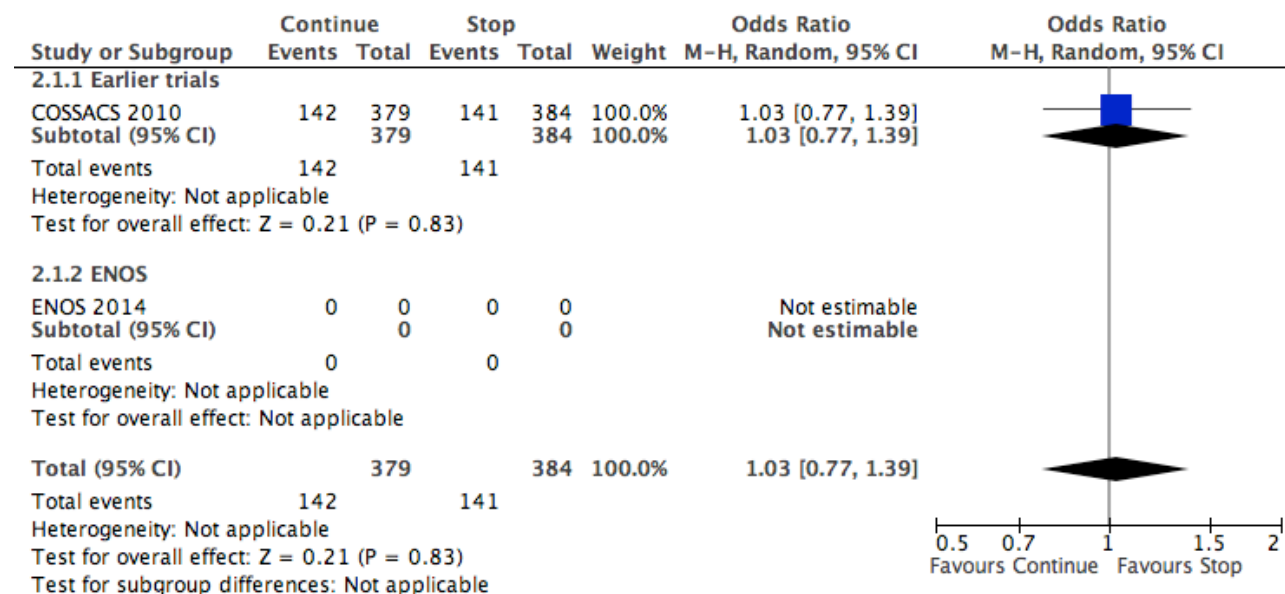 Continue Stop Odds Ratio Odds Ratio
Study or Subgroup Events Total Events Total Weight M-H, Random, 95% CI M-H, Random, 95% CI
2.1.1 Earlier trials
COSSACS 2010 142 379 141 384 100.0% 1.03 [0.77, 1.39]
Subtotal (95% CI) 379 384 100.0% 1.03 [0.77, 1.39]
Total events 142 141
Heterogeneity: Not applicable
Test for overall effect: Z = 0.21 (P = 0.83)
2.1.2 ENOS
ENOS 2014 0 0 0 0 Not estimable
Subtotal (95% CI) 0 0 Not estimable
Total events 0 0
Heterogeneity: Not applicable
Test for overall effect: Not applicable
Total (95% CI) 379 384 100.0% 1.03 [0.77, 1.39]
Total events 142 141
Heterogeneity: Not applicable
Test for overall effect: Z = 0.21 (P = 0.83)
Test for subgroup differences: Not applicable
0.5 0.7 1 1.5 2
Favours Continue Favours Stop